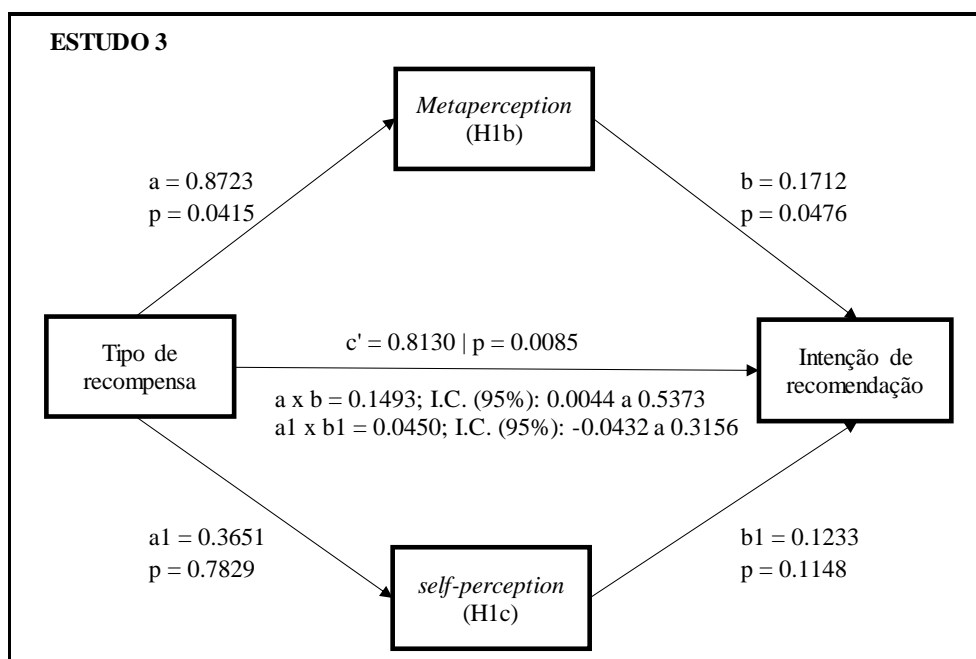 ESTUDO 3
Metaperception
(H1b)
a = 0.8723
p = 0.0415
b = 0.1712
p = 0.0476
Tipo de
recompensa
c' = 0.8130 | p = 0.0085
a x b = 0.1493; I.C. (95%): 0.0044 a 0.5373
a1 x b1 = 0.0450; I.C. (95%): -0.0432 a 0.3156
Intenção de
recomendação
a1 = 0.3651
p = 0.7829
b1 = 0.1233
p = 0.1148
self-perception
(H1c)